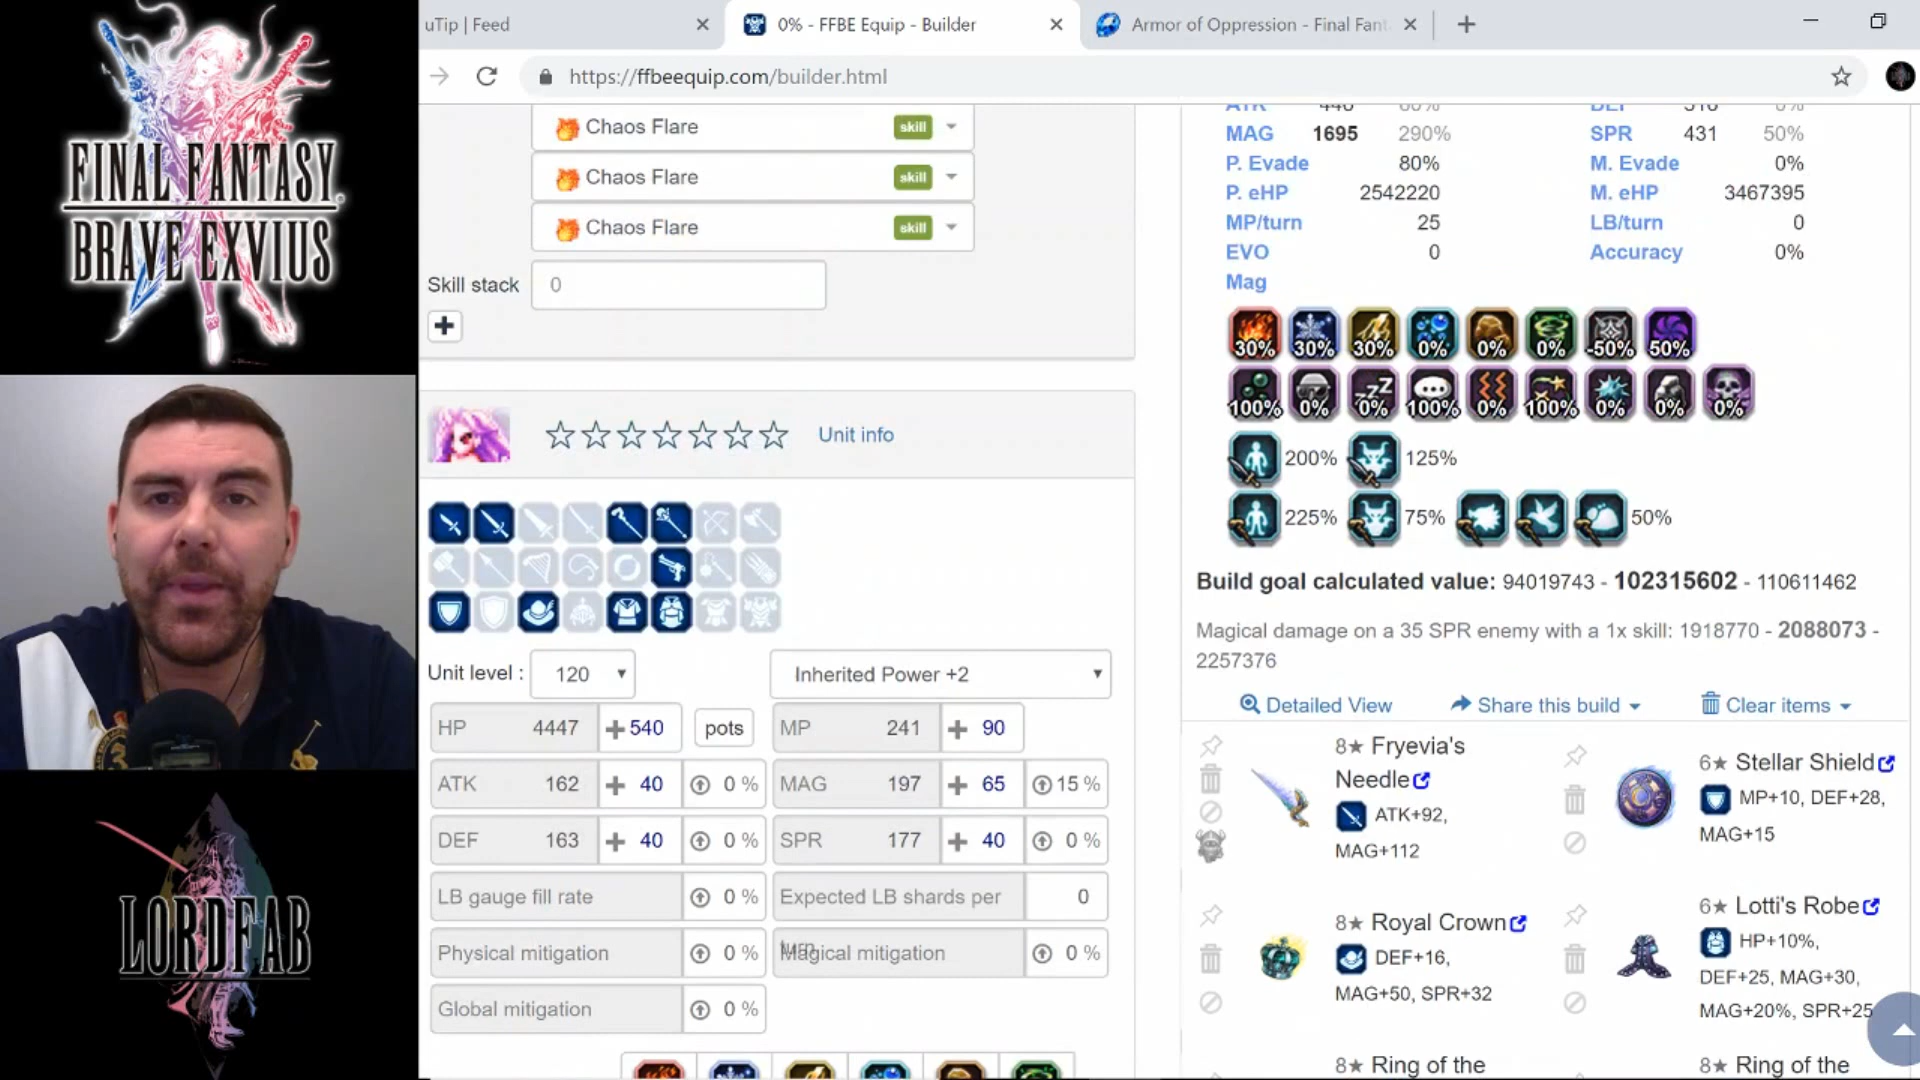 FINAL FANTASY
BRAVE EXVIUS
LORDFAB
uTip | Feed
0% - FFBE Equip - Builder
Armor of Oppression - Final Fant
https://ffbeequip.com/builder.html
Chaos Flare skill
Chaos Flare skill
Chaos Flare skill
Skill stack 0
Unit info
Unit level : 120 Inherited Power +2
HP 4447 540 pots MP 241 90
ATK 162 40 0 % MAG 197 65 15 %
DEF 163 40 0 % SPR 177 40 0 %
LB gauge fill rate 0 % Expected LB shards per turn 0
Physical mitigation 0 % Magical mitigation 0 %
Global mitigation 0 %
MAG 1695 290% SPR 431 50%
P. Evade 80% M. Evade 0%
P. eHP 2542220 M. eHP 3467395
MP/turn 25 LB/turn 0
EVO 0 Accuracy 0%
Mag
30% 30% 30% 0% 0% 0% -50% 50%
100% 0% 0% 100% 0% 100% 0% 0% 0%
200% 125%
225% 75% 50%
Build goal calculated value: 94019743 - 102315602 - 110611462
Magical damage on a 35 SPR enemy with a 1x skill: 1918770 - 2088073 -
2257376
Detailed View Share this build Clear items
8★ Fryevia's
Needle
ATK+92,
MAG+112
6★ Stellar Shield
MP+10, DEF+28,
MAG+15
8★ Royal Crown
DEF+16,
MAG+50, SPR+32
6★ Lotti's Robe
HP+10%,
DEF+25, MAG+30,
MAG+20%, SPR+25
8★ Ring of the
8★ Ring of the